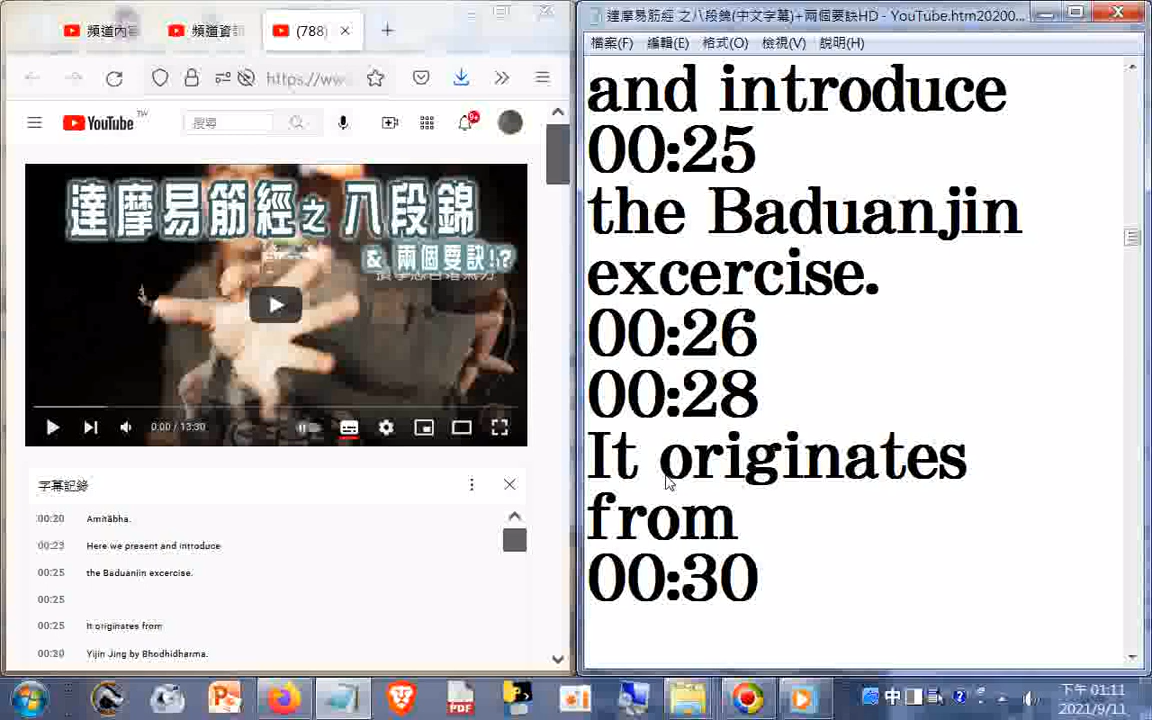 頻道內容
頻道資訊
(788)
達摩易筋經 之八段錦(中文字幕)+兩個要訣HD - YouTube.htm20200...
檔案(F) 編輯(E) 格式(O) 檢視(V) 說明(H)
https://ww
YouTube TW
搜尋
9+
達摩易筋經之 八段錦
& 兩個要訣!?
0:00 / 13:30
字幕記錄
00:20 Amitābha.
00:23 Here we present and introduce
00:25 the Baduanjin excercise.
00:25
00:25 It originates from
00:30 Yijin Jing by Bhodhidharma.
and introduce
00:25
the Baduanjin
excercise.
00:26
00:28
It originates
from
00:30
PDF
中
下午 01:11
2021/9/11